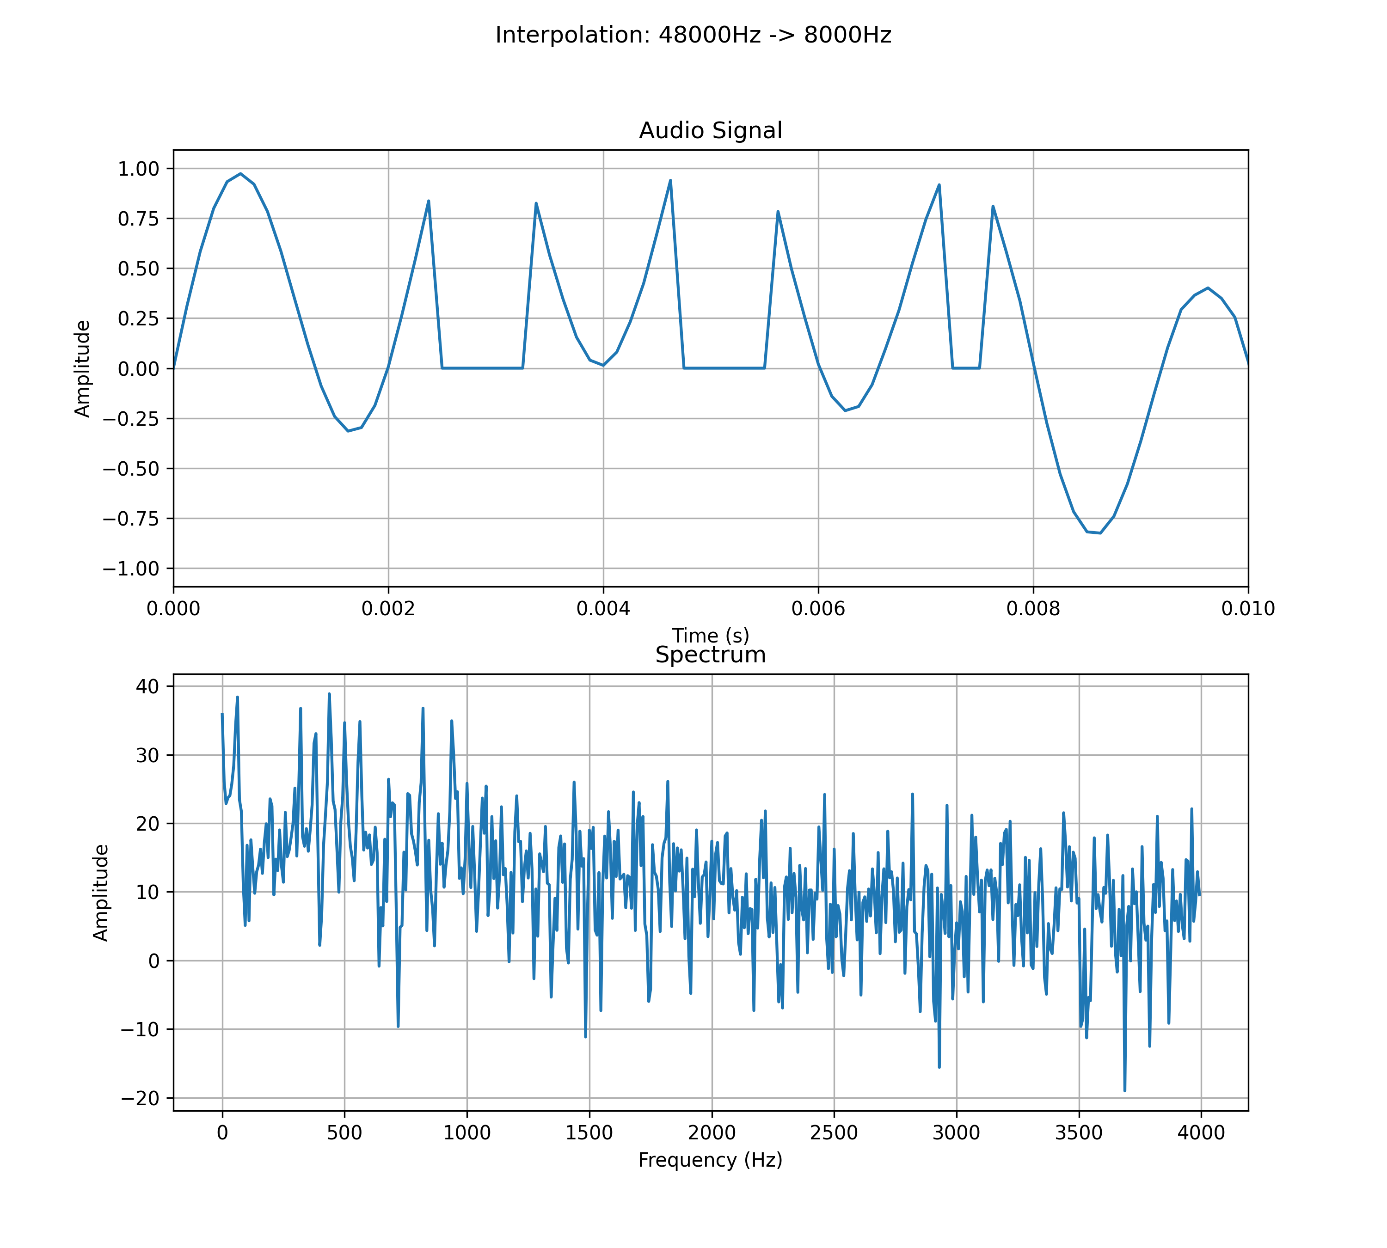 Interpolation: 48000Hz -> 8000Hz
Audio Signal
1.00
0.75
0.50
0.25
0.00
−0.25
−0.50
−0.75
−1.00
Amplitude
0.000 0.002 0.004 0.006 0.008 0.010
Time (s)
Spectrum
40
30
20
10
0
−10
−20
Amplitude
0 500 1000 1500 2000 2500 3000 3500 4000
Frequency (Hz)